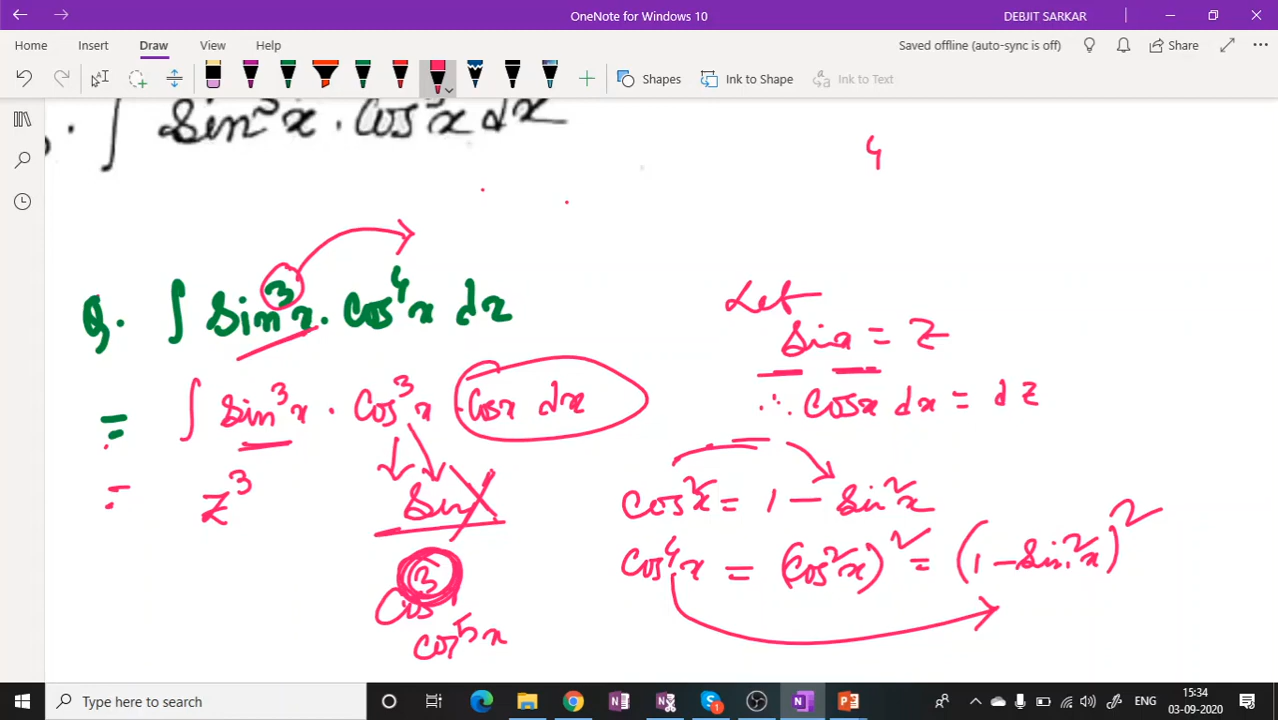 OneNote for Windows 10
DEBJIT SARKAR
Home Insert Draw View Help
Saved offline (auto-sync is off)
Share
Shapes
Ink to Shape
Ink to Text
∫ Sin³x . Cos⁵x dx
4
Q. ∫ Sin³x . Cos⁴x dx
Let
Sinx = Z
= ∫ Sin³x . Cos³x . Cosx dx
∴ Cosx dx = dZ
= Z³
Sin
Cos²x = 1 − Sin²x
Cos⁴x = (Cos²x)² = (1 − Sin²x)²
3
Cos
Cos⁵x
Type here to search
ENG
15:34
03-09-2020